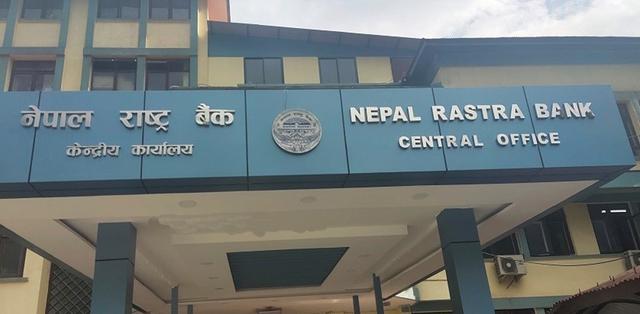 नेपाल राष्ट्र बैंक
केन्द्रीय कार्यालय
NEPAL RASTRA BANK
CENTRAL OFFICE